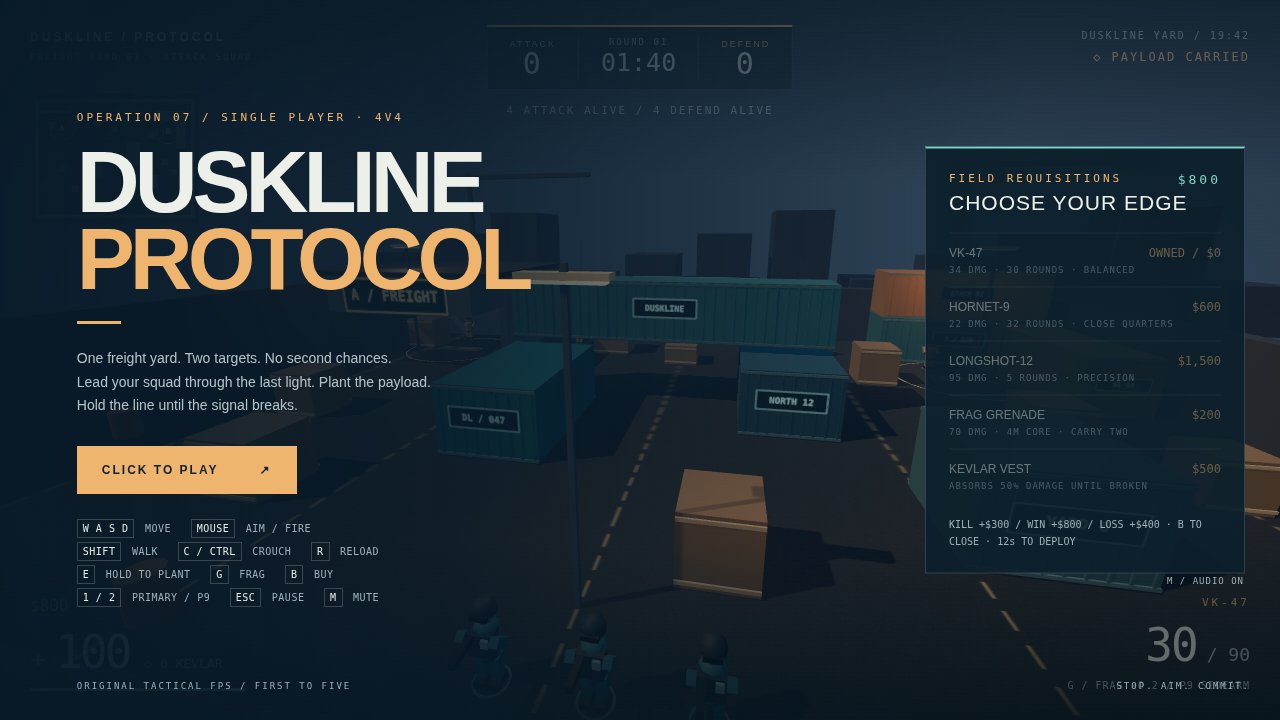 DUSKLINE / PROTOCOL
ATTACK
0
ROUND 01
01:40
DEFEND
0
4 ATTACK ALIVE / 4 DEFEND ALIVE
DUSKLINE YARD / 19:42
◇ PAYLOAD CARRIED
OPERATION 07 / SINGLE PLAYER · 4V4
DUSKLINE
PROTOCOL
One freight yard. Two targets. No second chances.
Lead your squad through the last light. Plant the payload.
Hold the line until the signal breaks.
CLICK TO PLAY ↗
W A S D MOVE MOUSE AIM / FIRE
SHIFT WALK C / CTRL CROUCH R RELOAD
E HOLD TO PLANT G FRAG B BUY
1 / 2 PRIMARY / P9 ESC PAUSE M MUTE
$800
+ 100 ◇ 0 KEVLAR
ORIGINAL TACTICAL FPS / FIRST TO FIVE
A / FREIGHT
DUSKLINE
DL / 047
NORTH 12
FIELD REQUISITIONS $800
CHOOSE YOUR EDGE
VK-47 OWNED / $0
34 DMG · 30 ROUNDS · BALANCED
HORNET-9 $600
22 DMG · 32 ROUNDS · CLOSE QUARTERS
LONGSHOT-12 $1,500
95 DMG · 5 ROUNDS · PRECISION
FRAG GRENADE $200
70 DMG · 4M CORE · CARRY TWO
KEVLAR VEST $500
ABSORBS 50% DAMAGE UNTIL BROKEN
KILL +$300 / WIN +$800 / LOSS +$400 · B TO
CLOSE · 12s TO DEPLOY
M / AUDIO ON
VK-47
30 / 90
STOP. AIM. COMMIT.